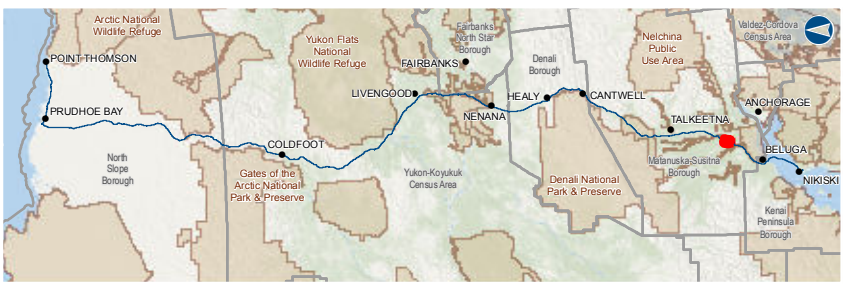 Arctic National
Wildlife Refuge
POINT THOMSON
PRUDHOE BAY
North
Slope
Borough
COLDFOOT
Gates of the
Arctic National
Park & Preserve
Yukon Flats
National
Wildlife Refuge
LIVENGOOD
FAIRBANKS
Fairbanks
North Star
Borough
Yukon-Koyukuk
Census Area
NENANA
HEALY
Denali
Borough
CANTWELL
Denali National
Park & Preserve
Nelchina
Public
Use Area
TALKEETNA
Matanuska-Susitna
Borough
Valdez-Cordova
Census Area
ANCHORAGE
BELUGA
NIKISKI
Kenai
Peninsula
Borough